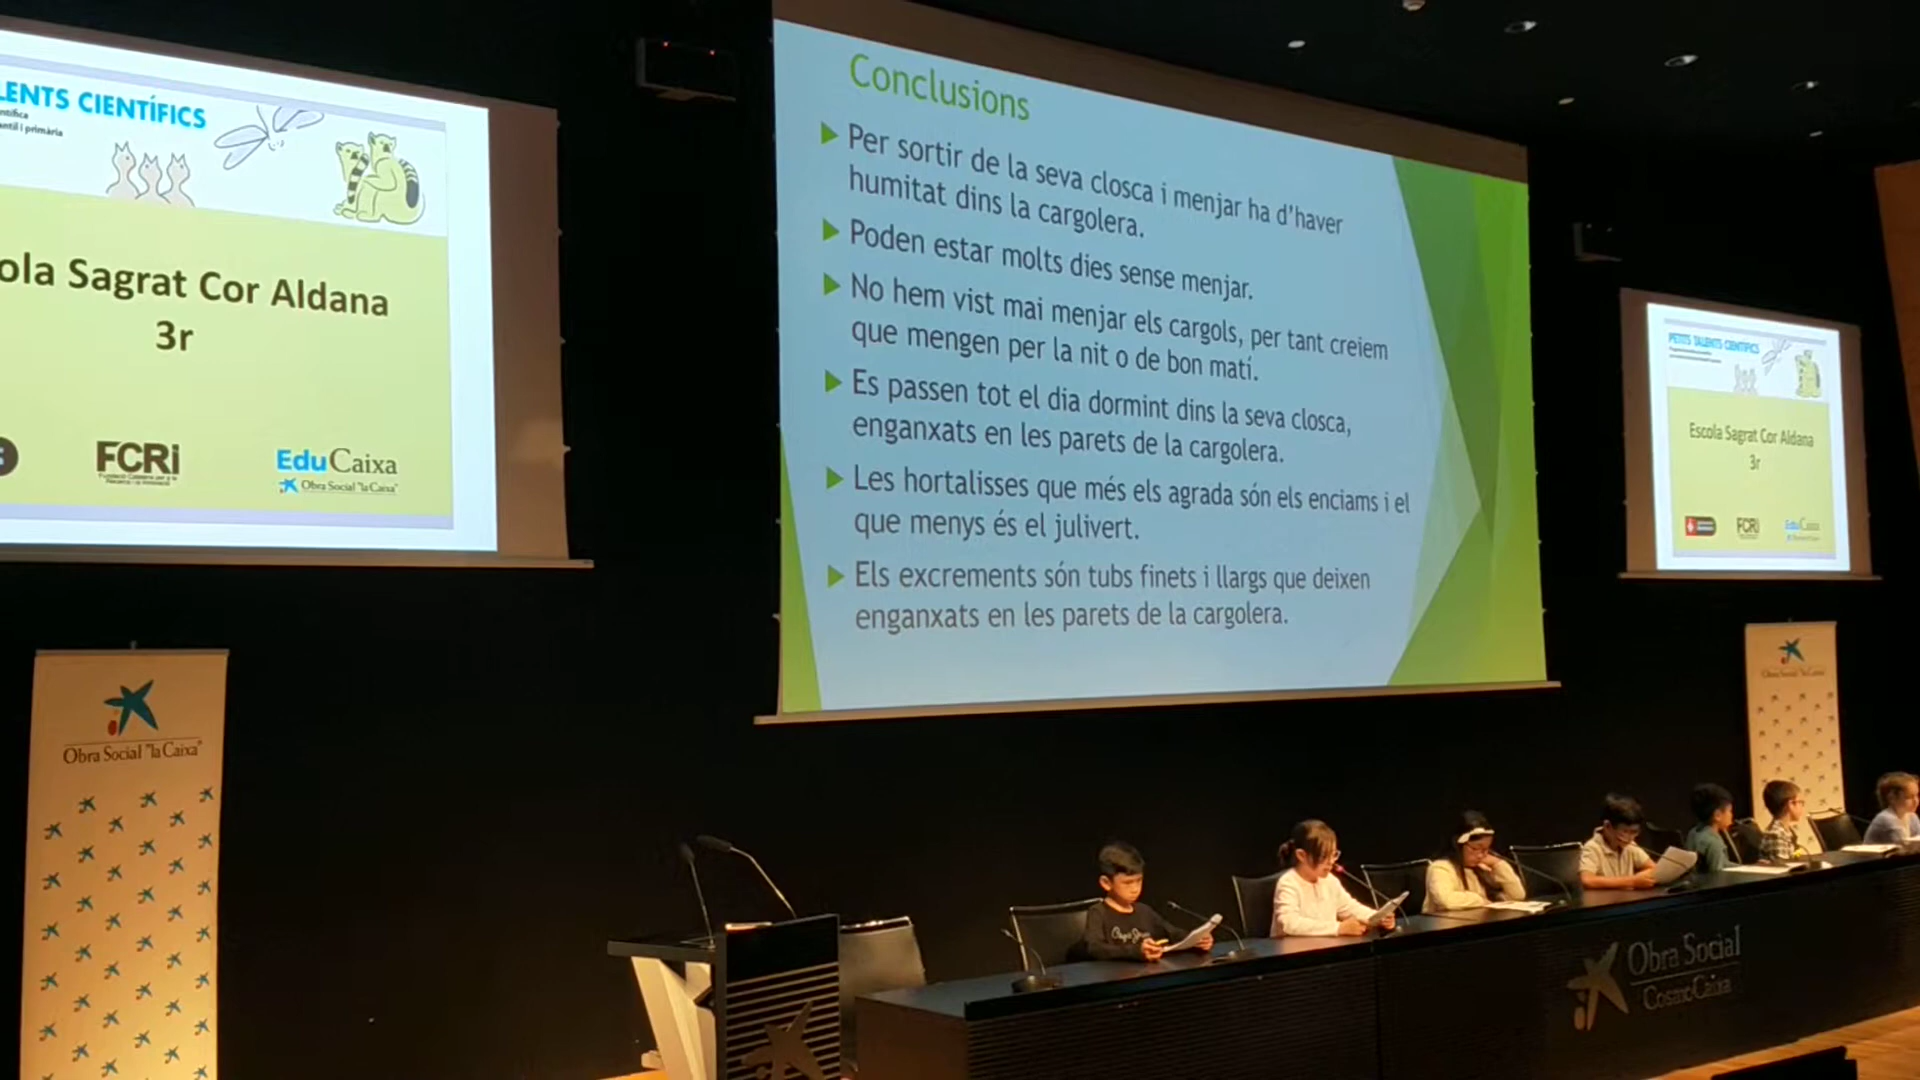 LENTS CIENTÍFICS
ntífica
antil i primària
ola Sagrat Cor Aldana
3r
FCRi
EduCaixa
Obra Social "la Caixa"
Conclusions
Per sortir de la seva closca i menjar ha d'haver
humitat dins la cargolera.
Poden estar molts dies sense menjar.
No hem vist mai menjar els cargols, per tant creiem
que mengen per la nit o de bon matí.
Es passen tot el dia dormint dins la seva closca,
enganxats en les parets de la cargolera.
Les hortalisses que més els agrada són els enciams i el
que menys és el julivert.
Els excrements són tubs finets i llargs que deixen
enganxats en les parets de la cargolera.
PETITS TALENTS CIENTÍFICS
Escola Sagrat Cor Aldana
3r
FCRi
EduCaixa
Obra Social "la Caixa"
Obra Social "la Caixa"
Obra Social
CosmoCaixa